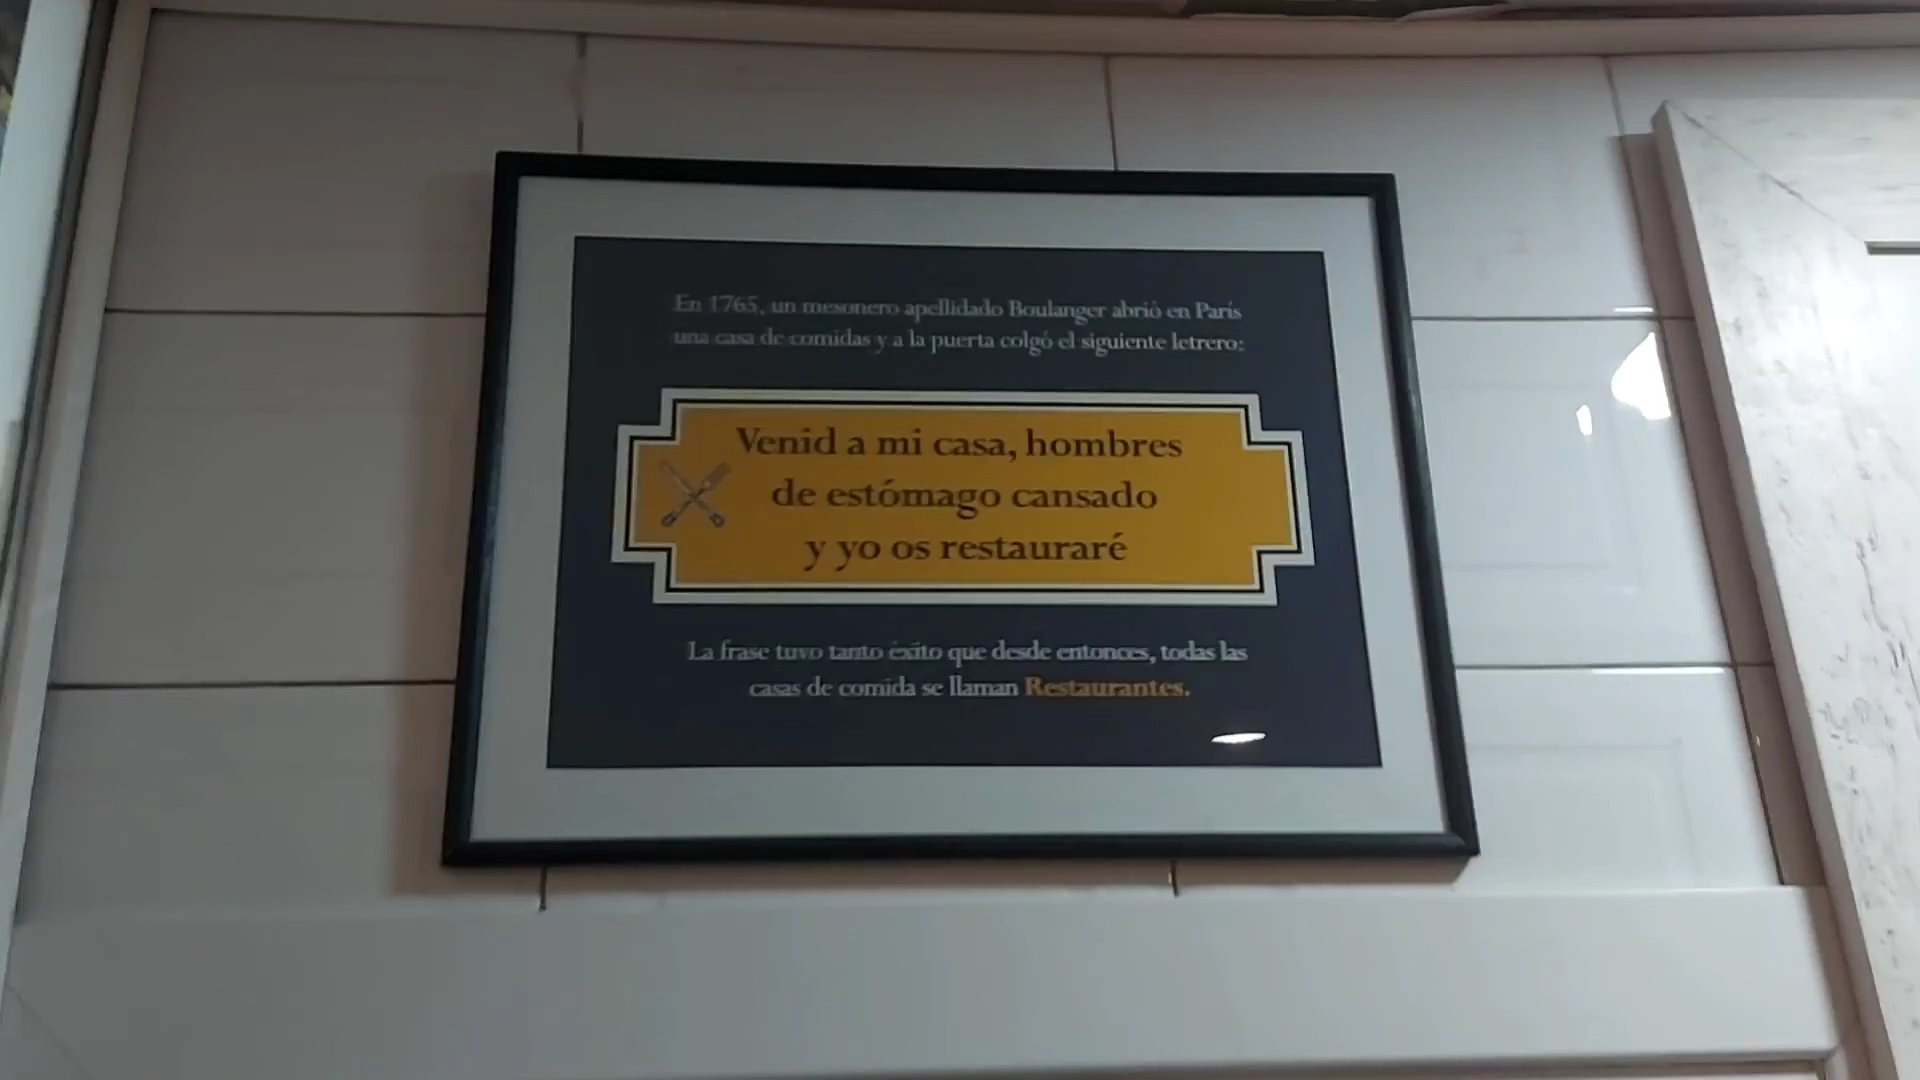 En 1765, un mesonero apellidado Boulanger abrió en París
una casa de comidas y a la puerta colgó el siguiente letrero:
Venid a mi casa, hombres
de estómago cansado
y yo os restauraré
La frase tuvo tanto éxito que desde entonces, todas las
casas de comida se llaman Restaurantes.